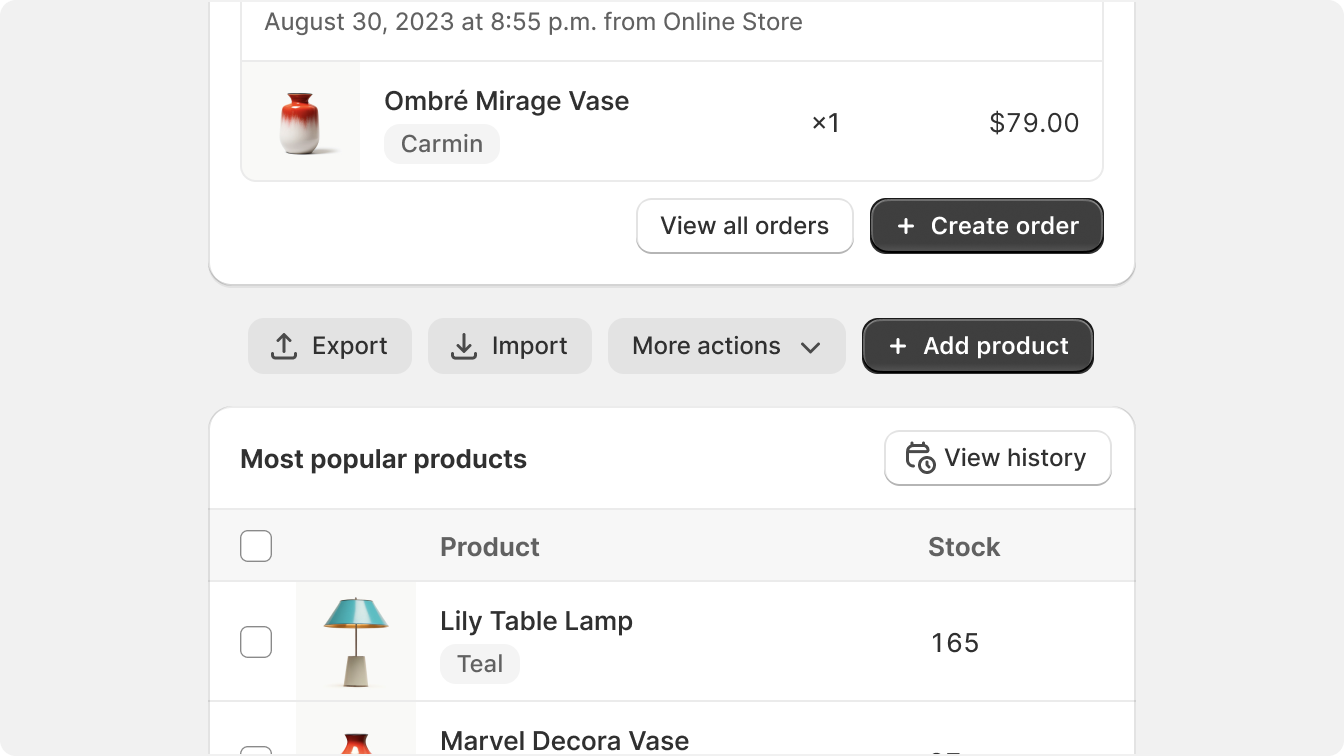 August 30, 2023 at 8:55 p.m. from Online Store
Ombré Mirage Vase
Carmin
×1
$79.00
View all orders
+ Create order
Export
Import
More actions
+ Add product
Most popular products
View history
Product
Stock
Lily Table Lamp
Teal
165
Marvel Decora Vase